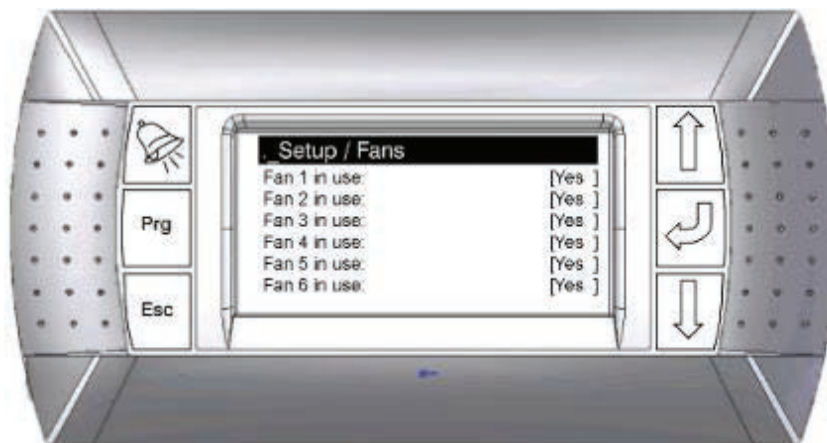 ._Setup / Fans
Fan 1 in use: [Yes ]
Fan 2 in use: [Yes ]
Fan 3 in use: [Yes ]
Fan 4 in use: [Yes ]
Fan 5 in use: [Yes ]
Fan 6 in use: [Yes ]
Prg
Esc